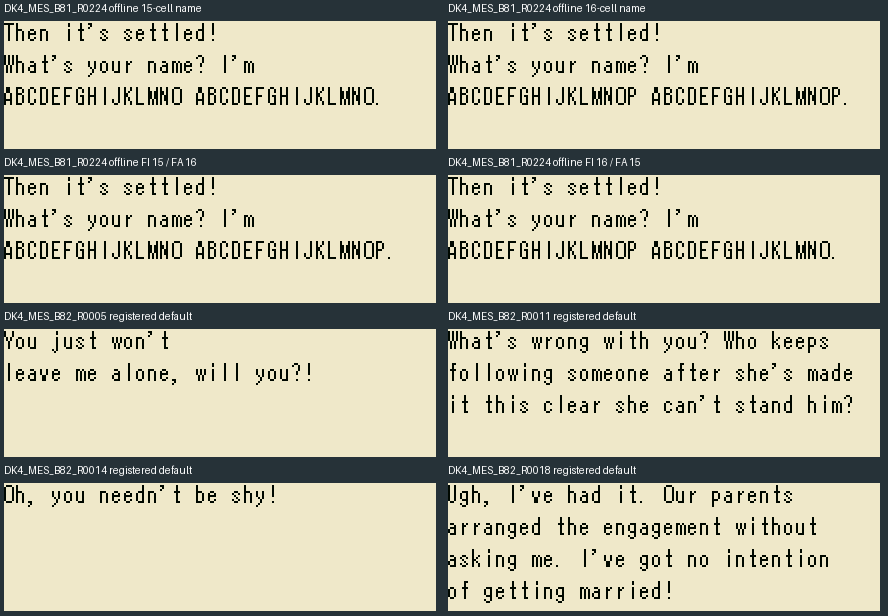 DK4_MES_B81_R0224 offline 15-cell name
Then it's settled!
What's your name? I'm
ABCDEFGHIJKLMNO ABCDEFGHIJKLMNO.
DK4_MES_B81_R0224 offline 16-cell name
Then it's settled!
What's your name? I'm
ABCDEFGHIJKLMNOP ABCDEFGHIJKLMNOP.
DK4_MES_B81_R0224 offline FI 15 / FA 16
Then it's settled!
What's your name? I'm
ABCDEFGHIJKLMNO ABCDEFGHIJKLMNOP.
DK4_MES_B81_R0224 offline FI 16 / FA 15
Then it's settled!
What's your name? I'm
ABCDEFGHIJKLMNOP ABCDEFGHIJKLMNO.
DK4_MES_B82_R0005 registered default
You just won't
leave me alone, will you?!
DK4_MES_B82_R0011 registered default
What's wrong with you? Who keeps
following someone after she's made
it this clear she can't stand him?
DK4_MES_B82_R0014 registered default
Oh, you needn't be shy!
DK4_MES_B82_R0018 registered default
Ugh, I've had it. Our parents
arranged the engagement without
asking me. I've got no intention
of getting married!